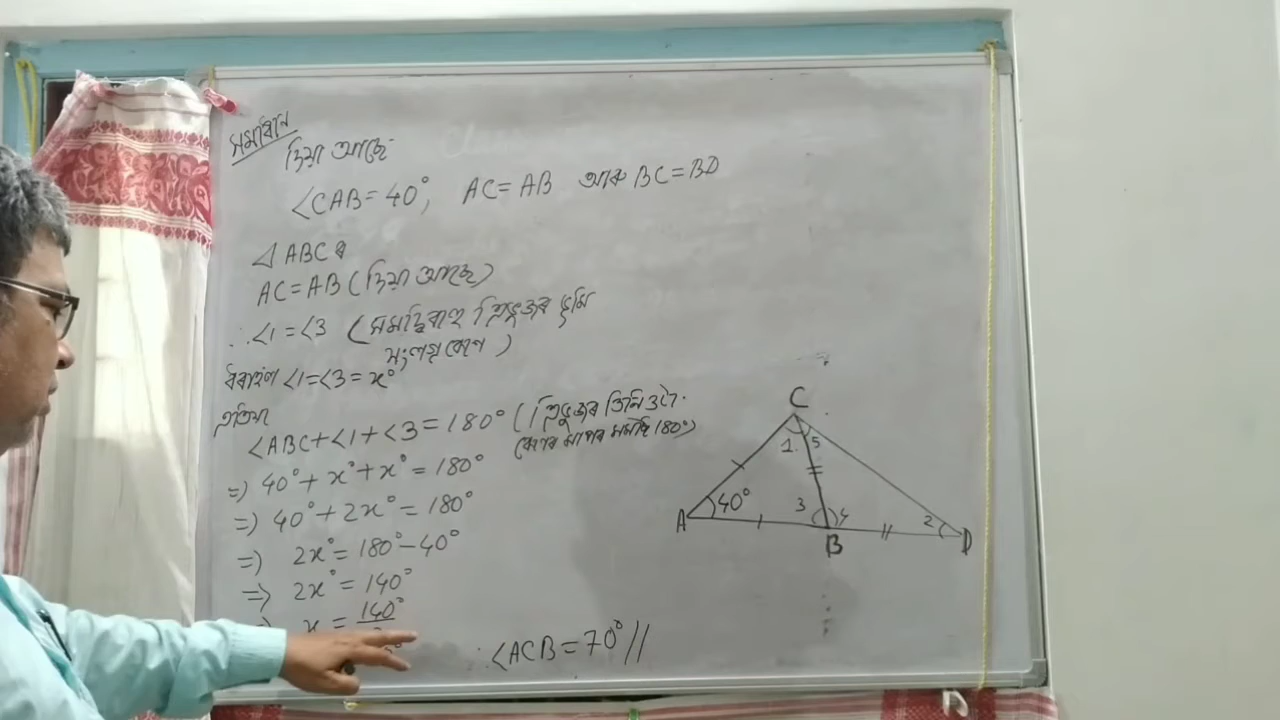 সমাধান
দিয়া আছে-
∠CAB = 40°, AC = AB আৰু BC = BD
△ ABC ৰ
AC = AB (দিয়া আছে)
∴ ∠1 = ∠3 (সমদ্বিবাহু ত্ৰিভুজৰ ভূমি
সংলগ্ন কোণ)
ধৰাহ'ল ∠1 = ∠3 = x°
এতিয়া
∠ABC + ∠1 + ∠3 = 180° (ত্ৰিভুজৰ তিনিওটা
কোণৰ মাপৰ সমষ্টি 180°)
=> 40° + x° + x° = 180°
=> 40° + 2x° = 180°
=> 2x° = 180° - 40°
=> 2x° = 140°
x = 140°
∴ ∠ACB = 70° //
C
1 5
A 40° 3 4 2
B D